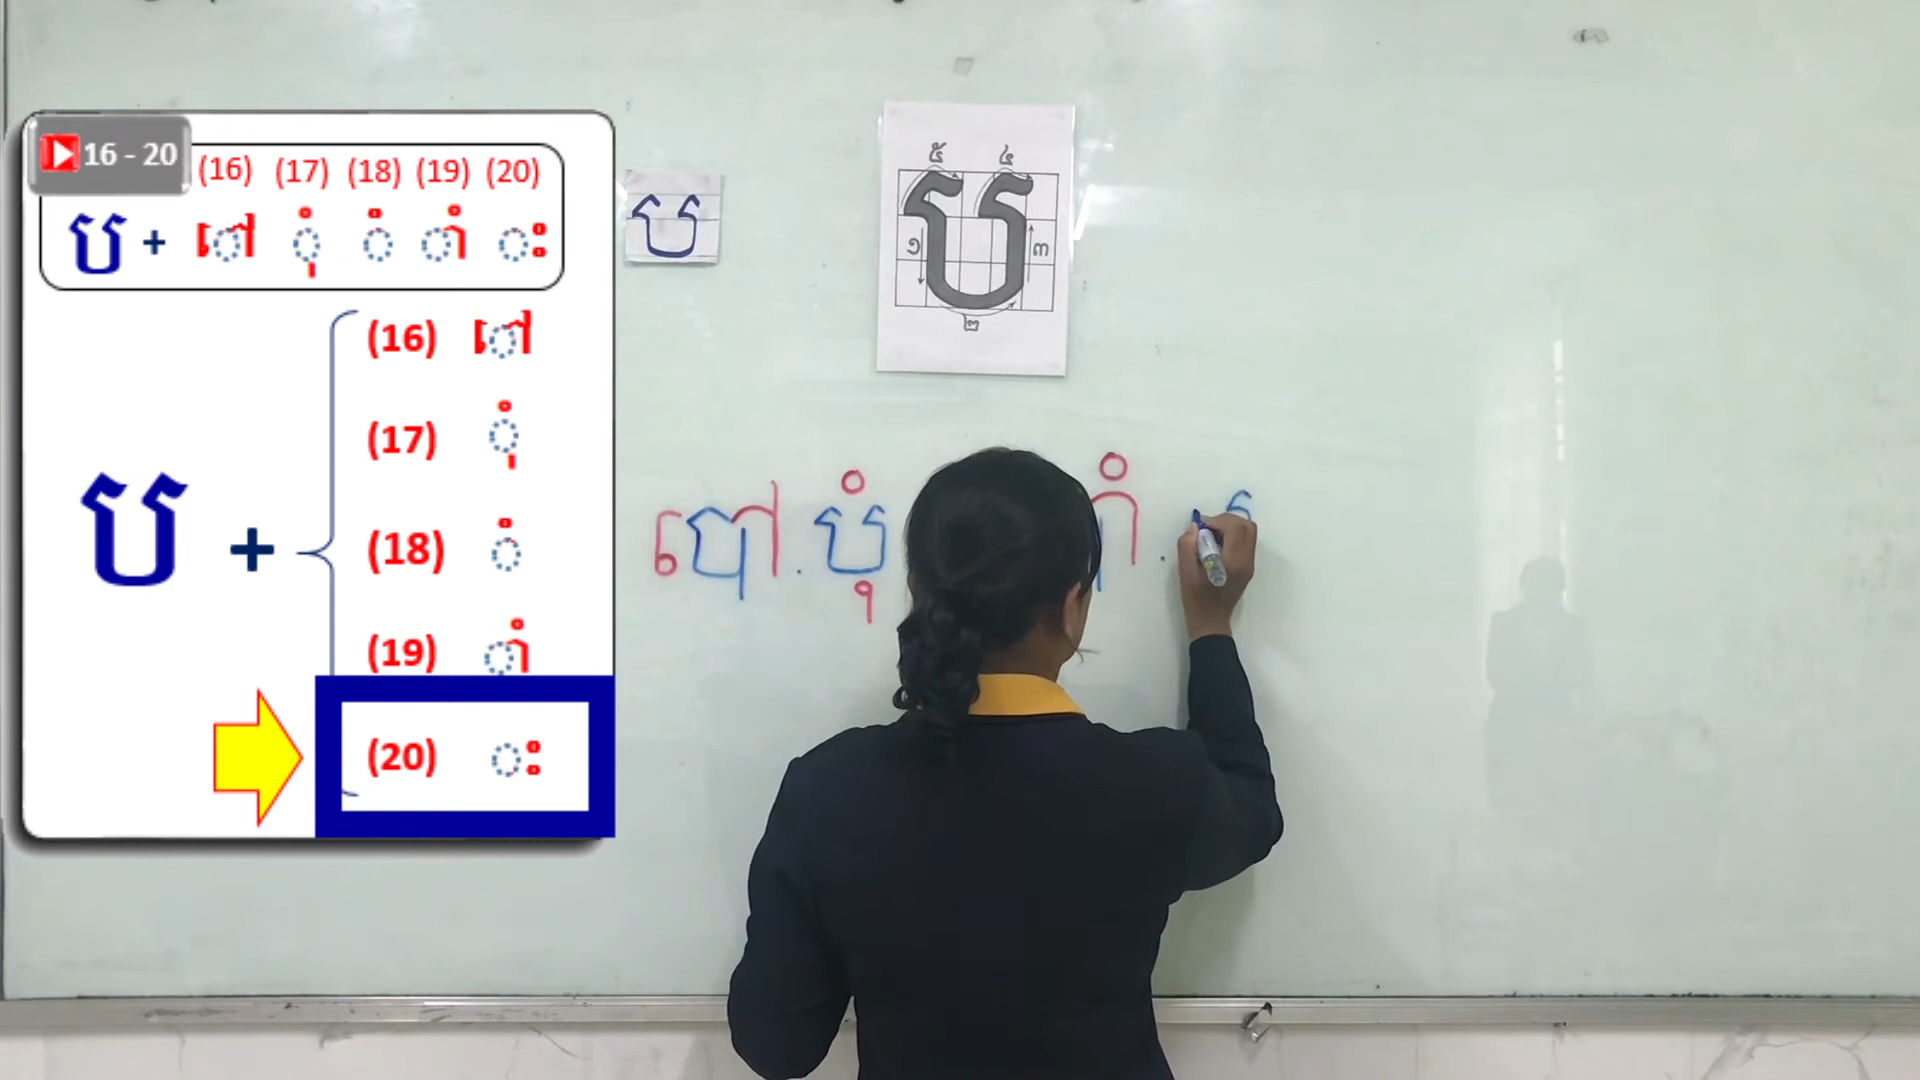 16 - 20 (16) (17) (18) (19) (20)
ប + ៅ ុំ ំ ាំ ះ
(16) ៅ
(17) ុំ
ប + (18) ំ
(19) ាំ
(20) ះ
ប
៥ ៤
១ ៣
ប
២
បៅ . ប៉ុំ